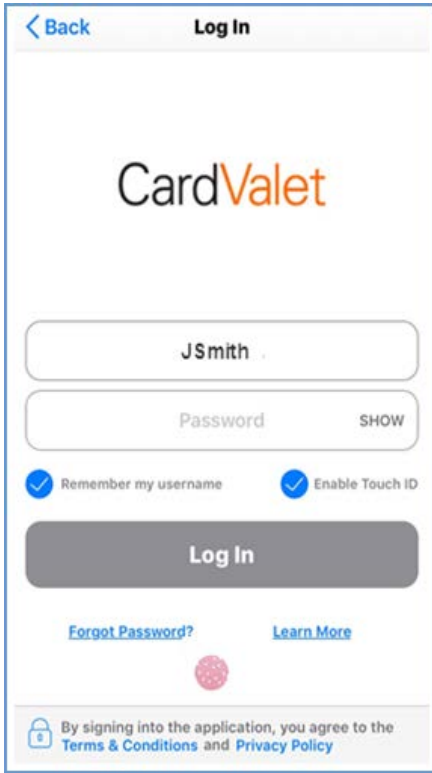 Back Log In
CardValet
JSmith
Password SHOW
Remember my username Enable Touch ID
Log In
Forgot Password? Learn More
By signing into the application, you agree to the
Terms & Conditions and Privacy Policy